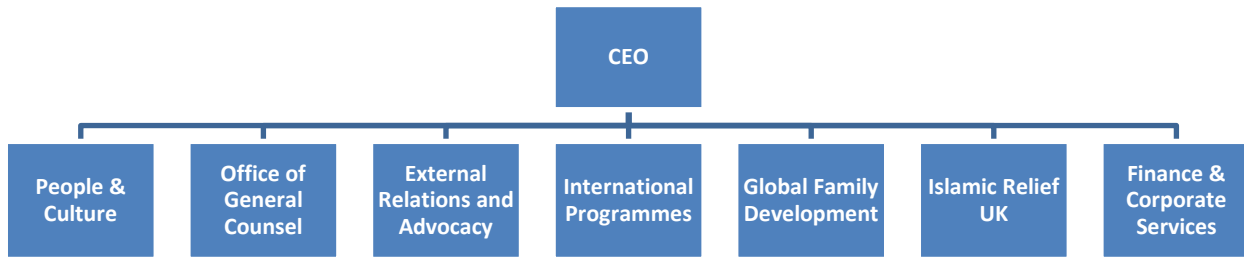 CEO
People &
Culture
Office of
General
Counsel
External
Relations and
Advocacy
International
Programmes
Global Family
Development
Islamic Relief
UK
Finance &
Corporate
Services